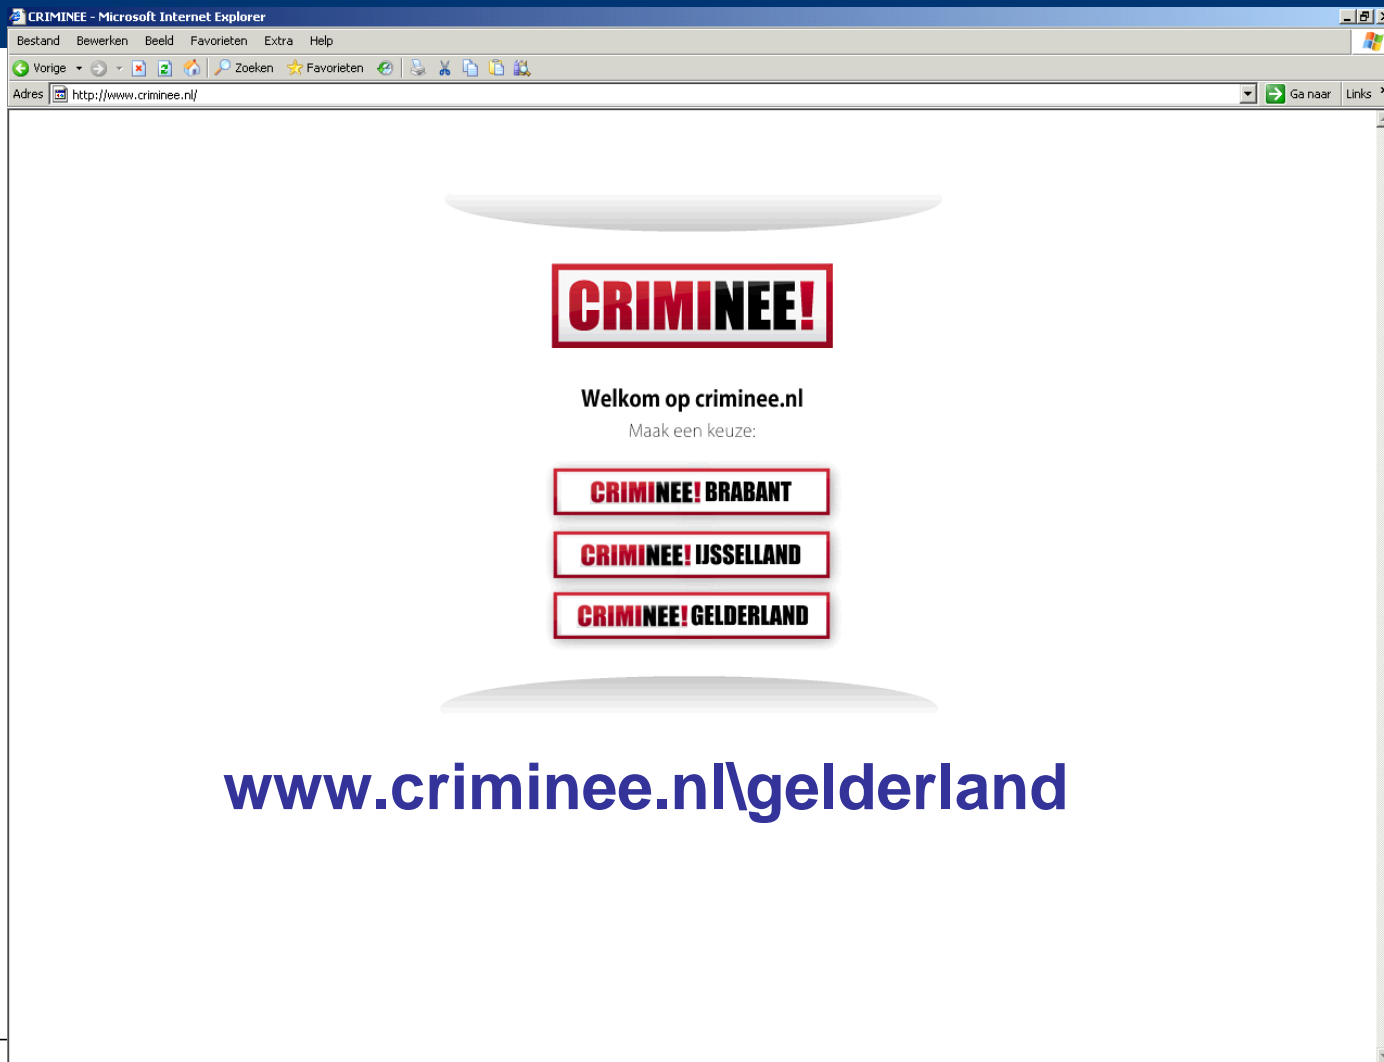 CRIMINEE - Microsoft Internet Explorer
Bestand Bewerken Beeld Favorieten Extra Help
Vorige Zoeken Favorieten
Adres http://www.criminee.nl/ Ga naar Links
CRIMINEE!
Welkom op criminee.nl
Maak een keuze:
CRIMINEE! BRABANT
CRIMINEE! IJSSELLAND
CRIMINEE! GELDERLAND
www.criminee.nl\gelderland